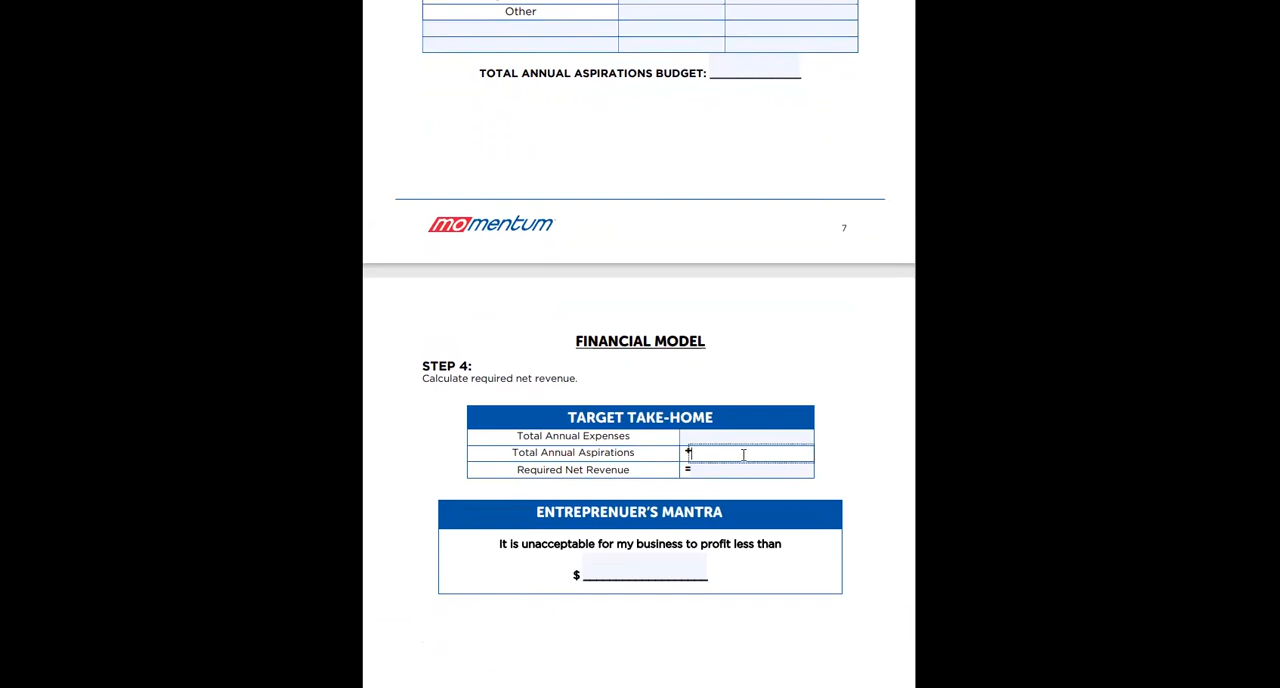 Other
TOTAL ANNUAL ASPIRATIONS BUDGET: ____________
momentum
7
FINANCIAL MODEL
STEP 4:
Calculate required net revenue.
TARGET TAKE-HOME
Total Annual Expenses
Total Annual Aspirations +
Required Net Revenue =
ENTREPRENUER'S MANTRA
It is unacceptable for my business to profit less than
$ ____________________